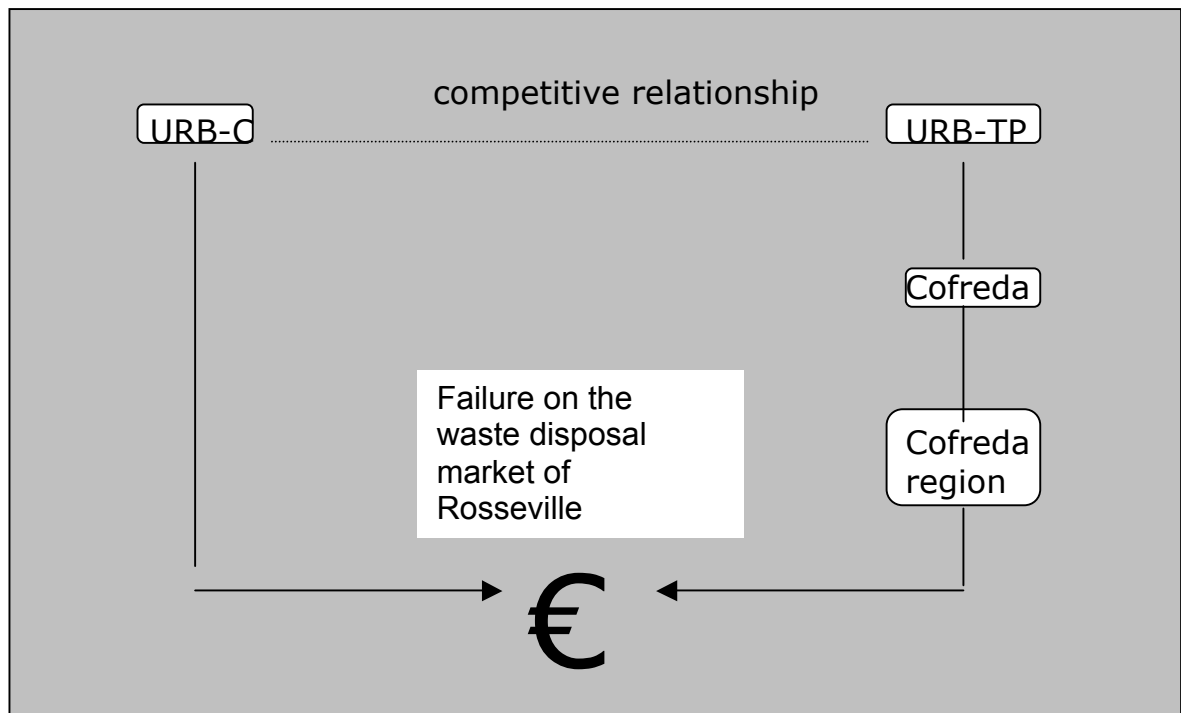 competitive relationship
URB-C
URB-TP
Cofreda
Failure on the
waste disposal
market of
Rosseville
Cofreda
region
€